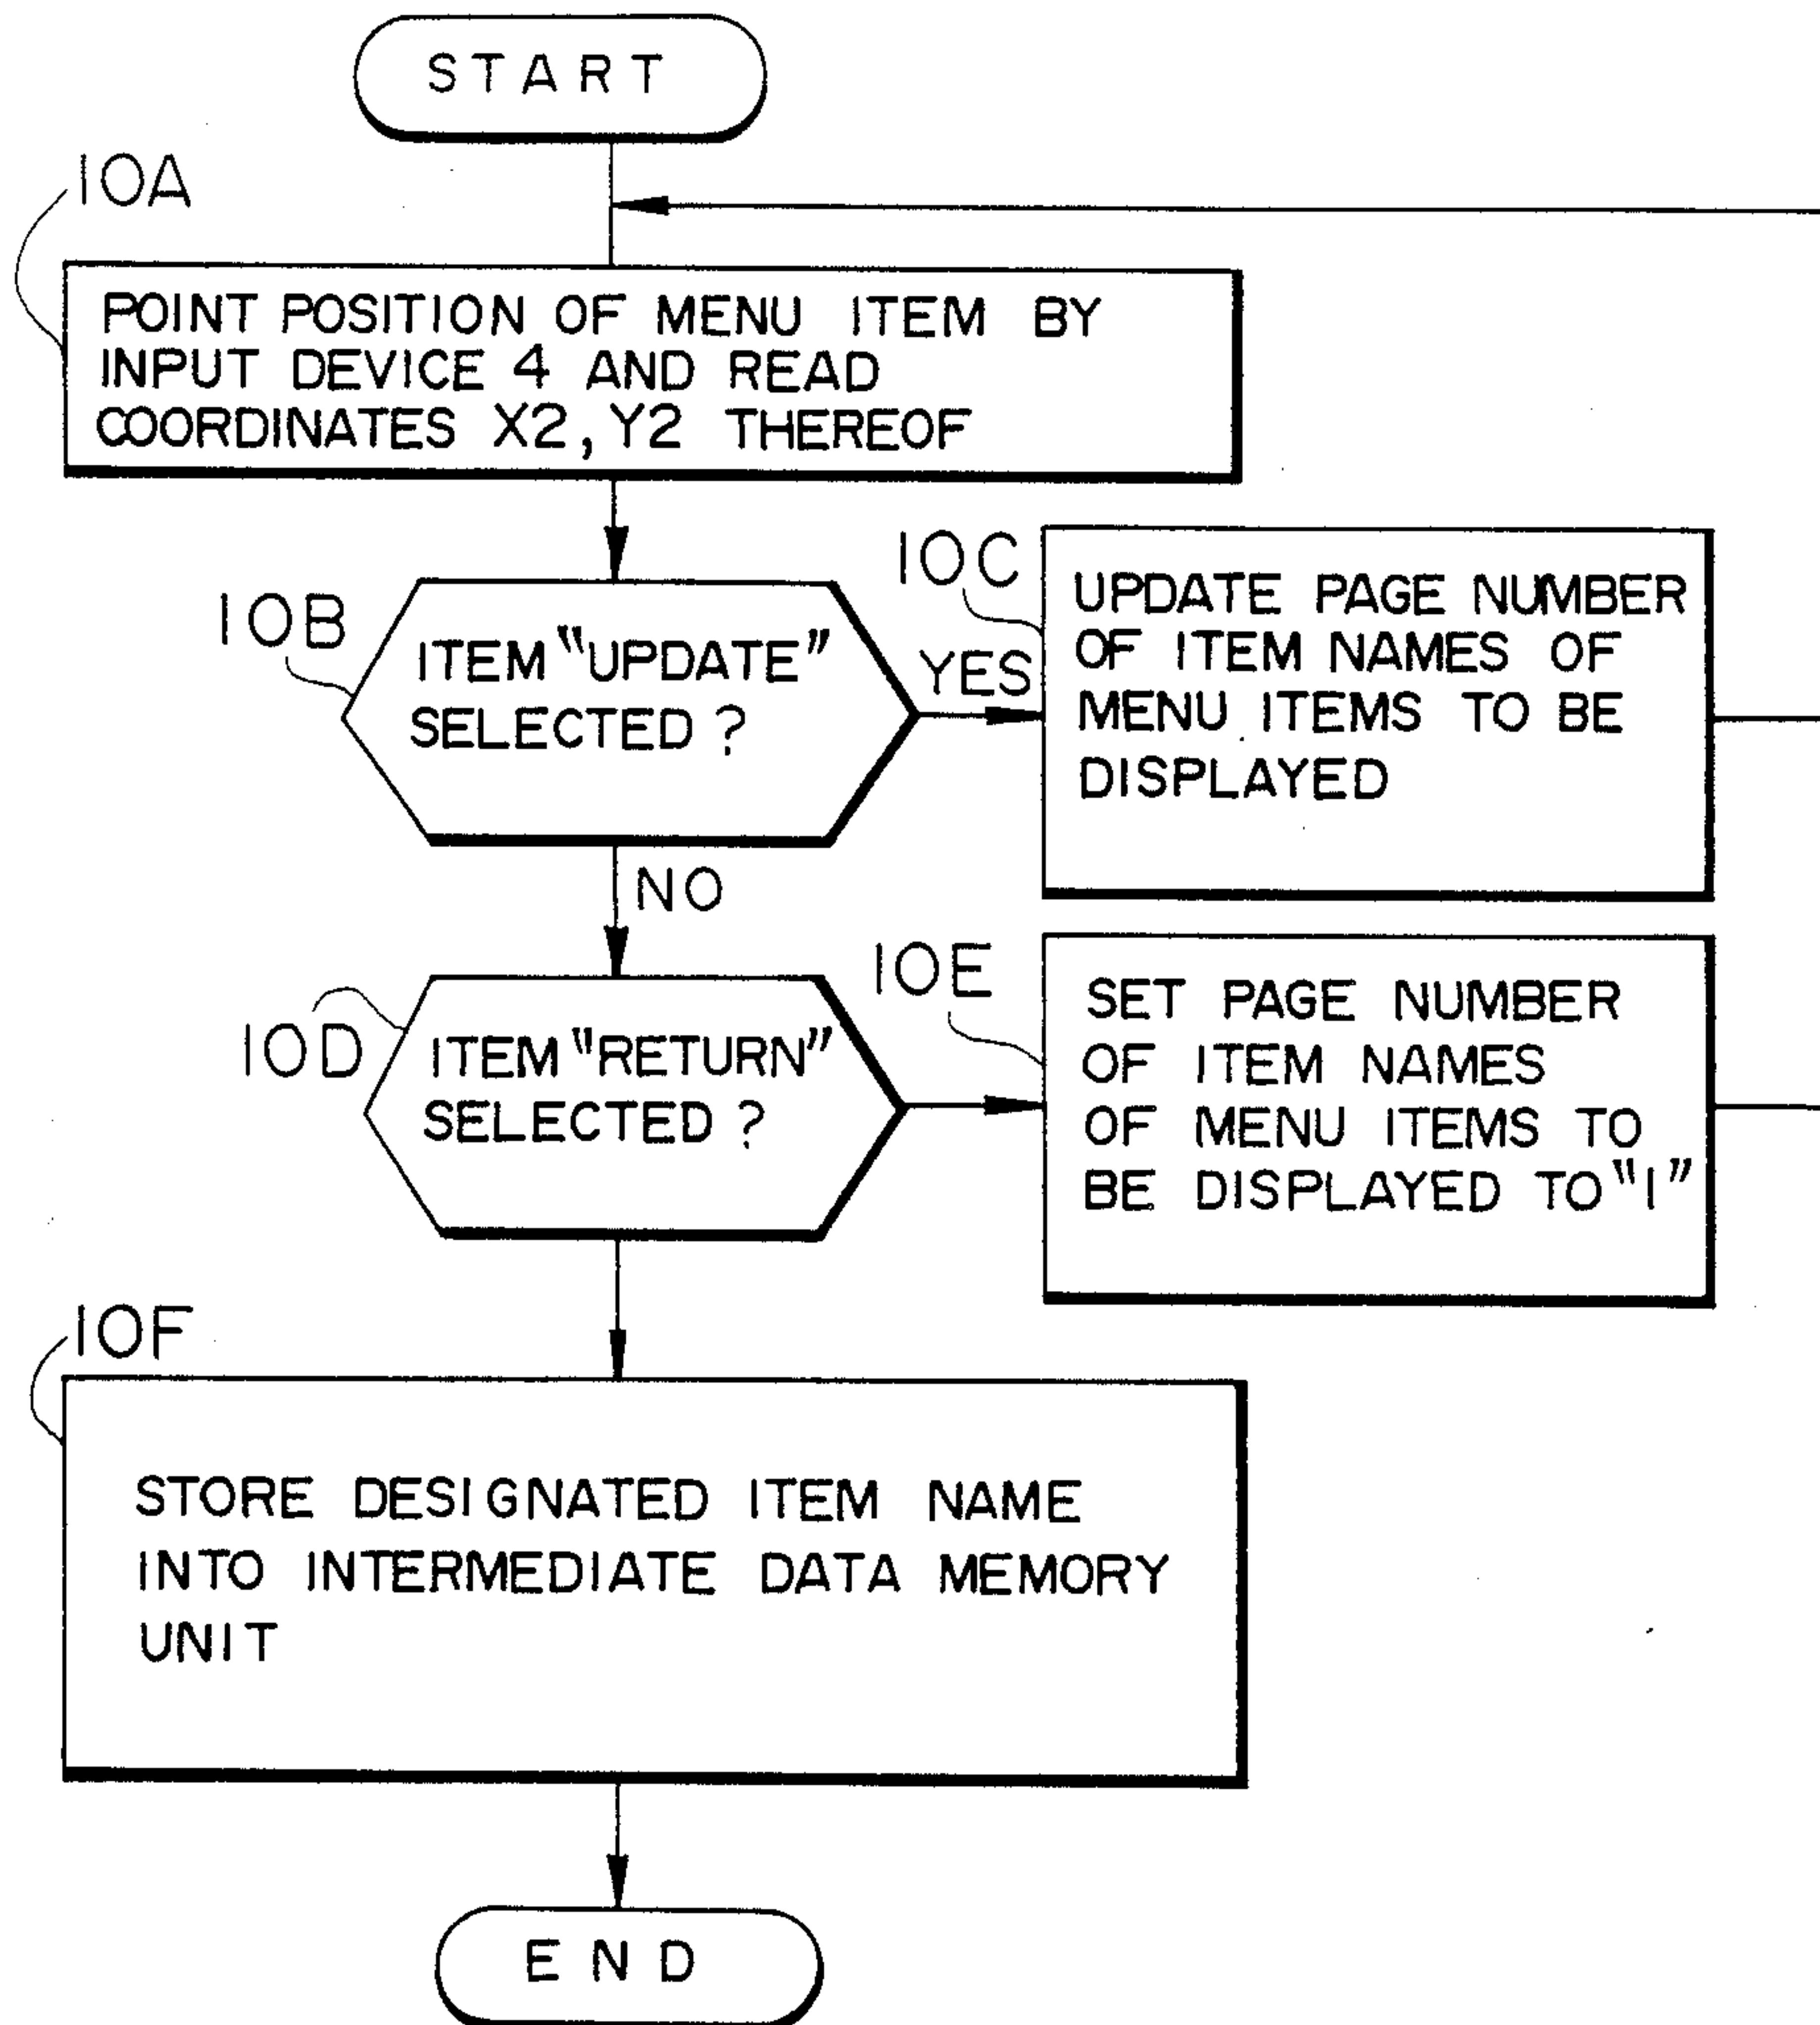 START
10A
POINT POSITION OF MENU ITEM BY
INPUT DEVICE 4 AND READ
COORDINATES X2, Y2 THEREOF
10B
ITEM "UPDATE"
SELECTED ?
YES
10C
UPDATE PAGE NUMBER
OF ITEM NAMES OF
MENU ITEMS TO BE
DISPLAYED
NO
10D
ITEM "RETURN"
SELECTED ?
10E
SET PAGE NUMBER
OF ITEM NAMES
OF MENU ITEMS TO
BE DISPLAYED TO "1"
10F
STORE DESIGNATED ITEM NAME
INTO INTERMEDIATE DATA MEMORY
UNIT
END